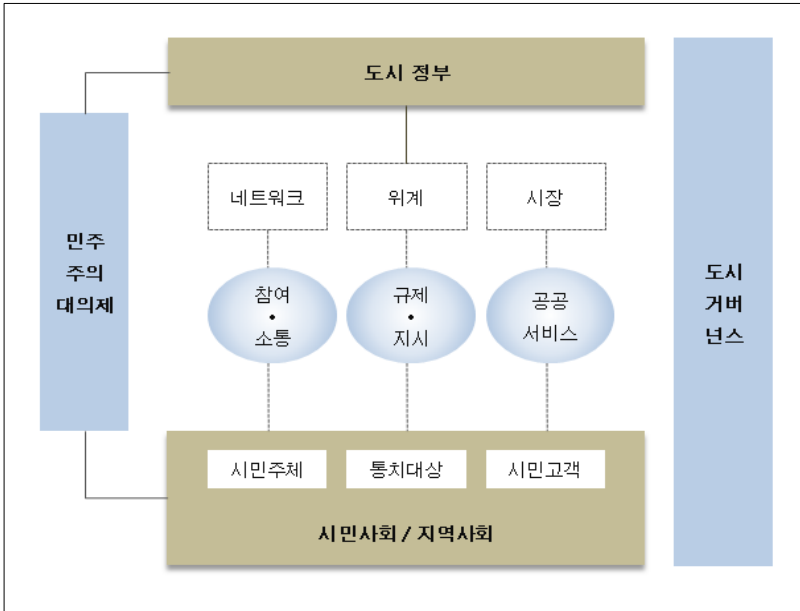 도시 정부
민주
주의
대의제
네트워크
위계
시장
참여
•
소통
규제
•
지시
공공
서비스
도시
거버
넌스
시민주체
통치대상
시민고객
시민사회 / 지역사회